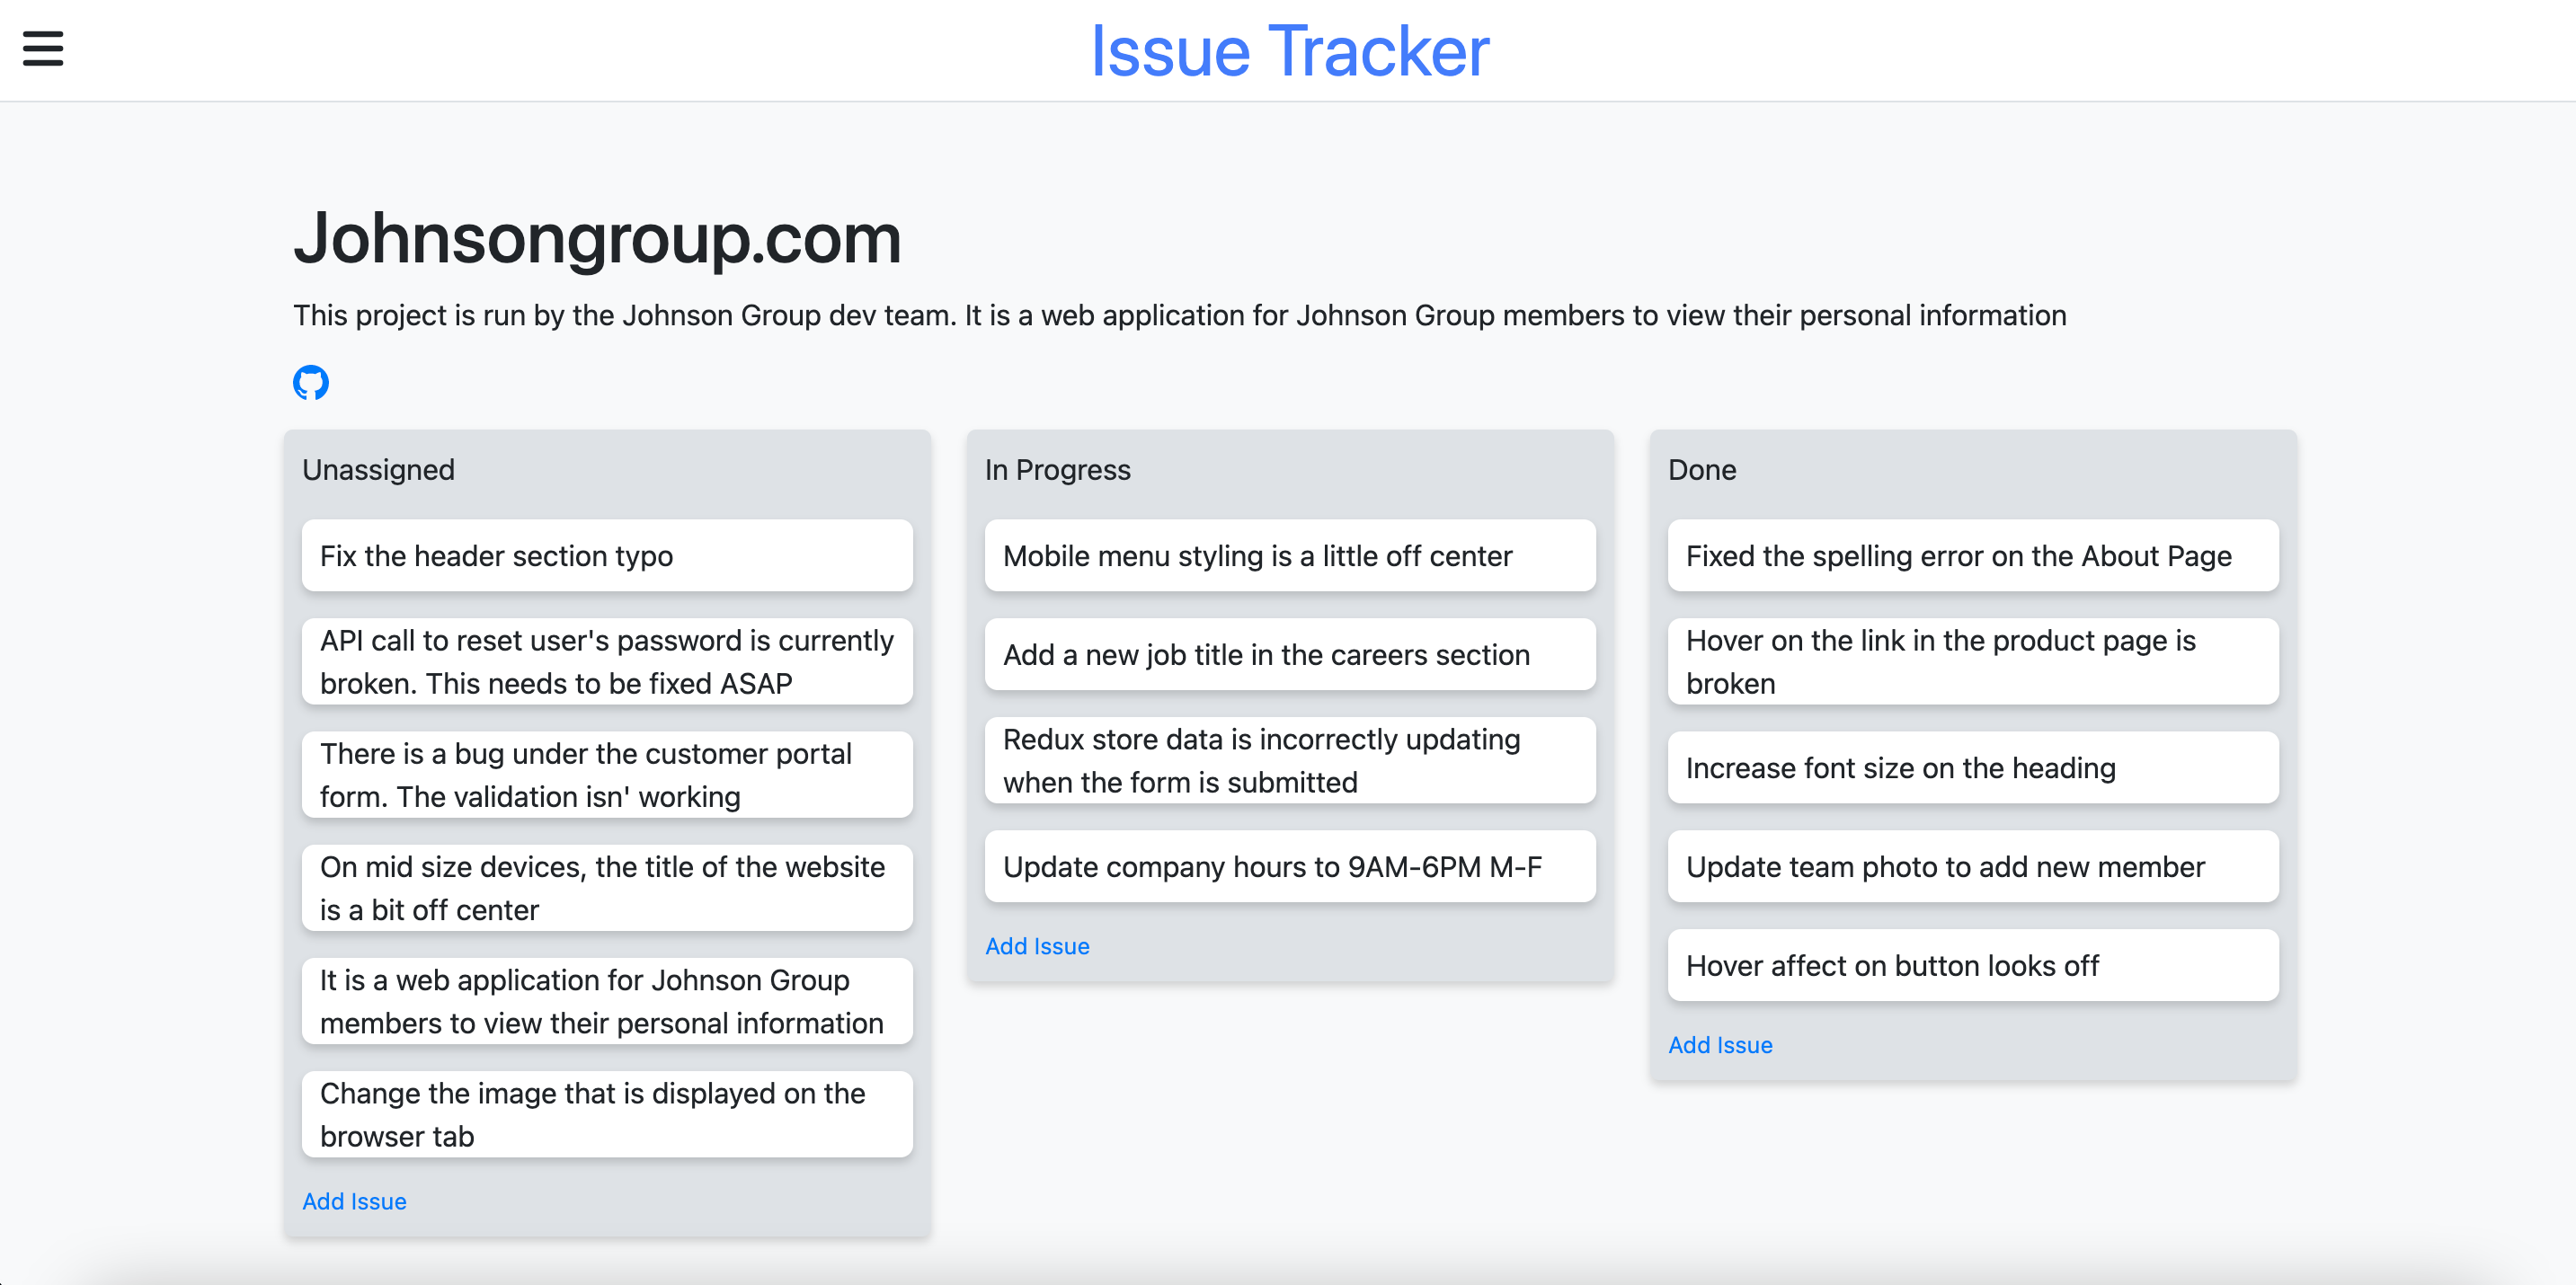 Issue Tracker
Johnsongroup.com
This project is run by the Johnson Group dev team. It is a web application for Johnson Group members to view their personal information
Unassigned
Fix the header section typo
API call to reset user's password is currently
broken. This needs to be fixed ASAP
There is a bug under the customer portal
form. The validation isn' working
On mid size devices, the title of the website
is a bit off center
It is a web application for Johnson Group
members to view their personal information
Change the image that is displayed on the
browser tab
Add Issue
In Progress
Mobile menu styling is a little off center
Add a new job title in the careers section
Redux store data is incorrectly updating
when the form is submitted
Update company hours to 9AM-6PM M-F
Add Issue
Done
Fixed the spelling error on the About Page
Hover on the link in the product page is
broken
Increase font size on the heading
Update team photo to add new member
Hover affect on button looks off
Add Issue